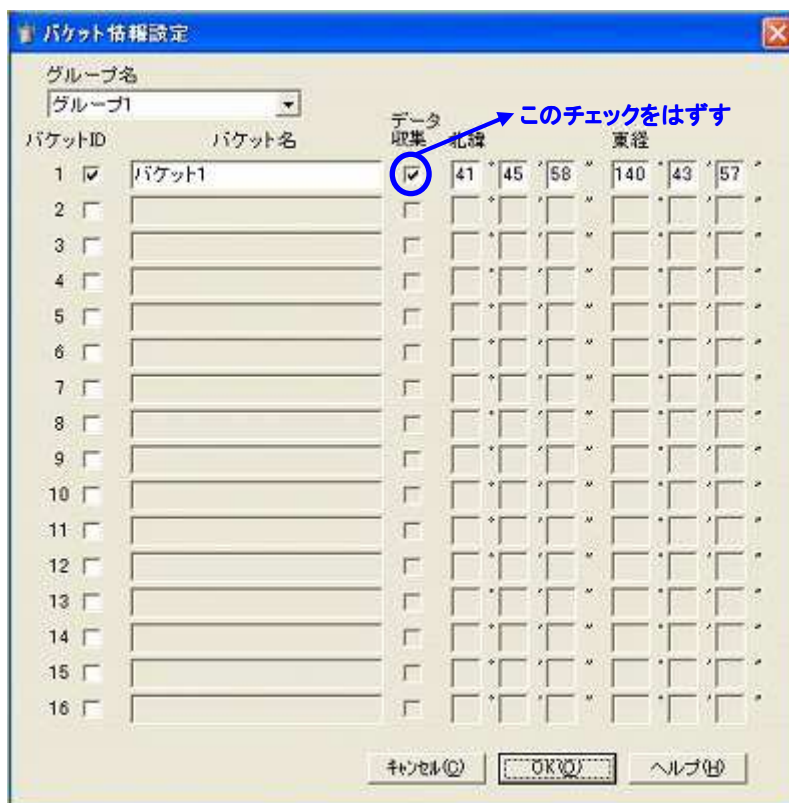 バケット情報設定
グループ名
グループ1
バケットID バケット名 データ収集 北緯 東経
このチェックをはずす
1 バケット1 41 ° 45 ′ 58 ″ 140 ° 43 ′ 57 ″
2 ° ′ ″ ° ′ ″
3 ° ′ ″ ° ′ ″
4 ° ′ ″ ° ′ ″
5 ° ′ ″ ° ′ ″
6 ° ′ ″ ° ′ ″
7 ° ′ ″ ° ′ ″
8 ° ′ ″ ° ′ ″
9 ° ′ ″ ° ′ ″
10 ° ′ ″ ° ′ ″
11 ° ′ ″ ° ′ ″
12 ° ′ ″ ° ′ ″
13 ° ′ ″ ° ′ ″
14 ° ′ ″ ° ′ ″
15 ° ′ ″ ° ′ ″
16 ° ′ ″ ° ′ ″
キャンセル(C) OK(O) ヘルプ(H)